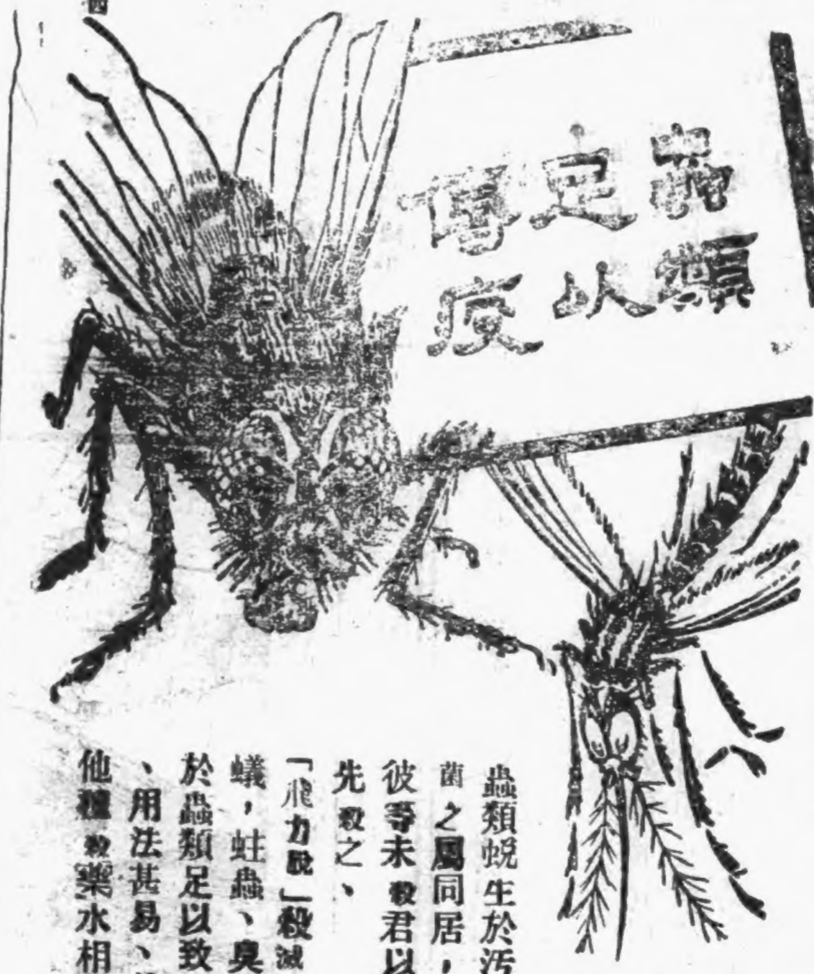 蟲類
足以
傳疫
蟲類蛻生於汚
菌之屬同居，
彼等未殺君以
先殺之、
「飛力脫」殺滅
蟻，蛀蟲、臭
於蟲類足以致
、用法甚易、
他種殺藥水相